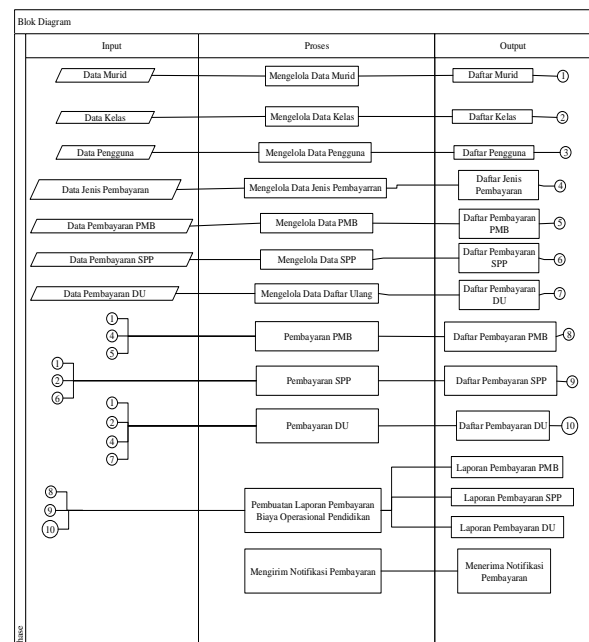 Blok Diagram
Input
Proses
Output
Data Murid
Mengelola Data Murid
Daftar Murid
1
Data Kelas
Mengelola Data Kelas
Daftar Kelas
2
Data Pengguna
Mengelola Data Pengguna
Daftar Pengguna
3
Data Jenis Pembayaran
Mengelola Data Jenis Pembayarran
Daftar Jenis
Pembayaran
4
Data Pembayaran PMB
Mengelola Data PMB
Daftar Pembayaran
PMB
5
Data Pembayaran SPP
Mengelola Data SPP
Daftar Pembayaran
SPP
6
Data Pembayaran DU
Mengelola Data Daftar Ulang
Daftar Pembayaran
DU
7
1
4
5
Pembayaran PMB
Daftar Pembayaran PMB
8
1
2
6
Pembayaran SPP
Daftar Pembayaran SPP
9
1
2
4
7
Pembayaran DU
Daftar Pembayaran DU
10
8
9
10
Pembuatan Laporan Pembayaran
Biaya Operasional Pendidikan
Laporan Pembayaran PMB
Laporan Pembayaran SPP
Laporan Pembayaran DU
Mengirim Notifikasi Pembayaran
Menerima Notifikasi
Pembayaran
hase